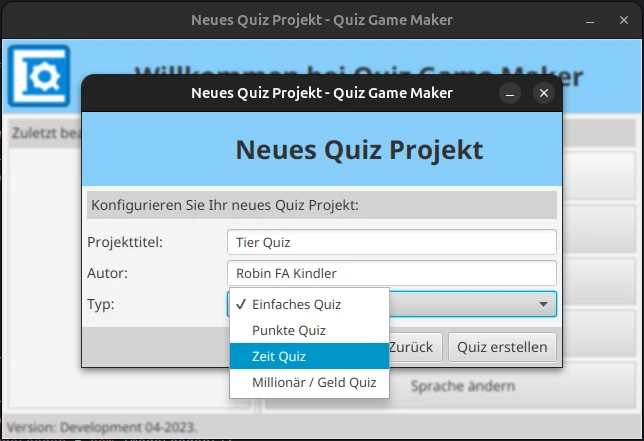 Neues Quiz Projekt - Quiz Game Maker
Willkommen bei Quiz Game Maker
Zuletzt bea
Neues Quiz Projekt - Quiz Game Maker
Neues Quiz Projekt
Konfigurieren Sie Ihr neues Quiz Projekt:
Projekttitel: Tier Quiz
Autor: Robin FA Kindler
Typ:
✓ Einfaches Quiz
Punkte Quiz
Zeit Quiz
Millionär / Geld Quiz
Zurück Quiz erstellen
Sprache ändern
Version: Development 04-2023.